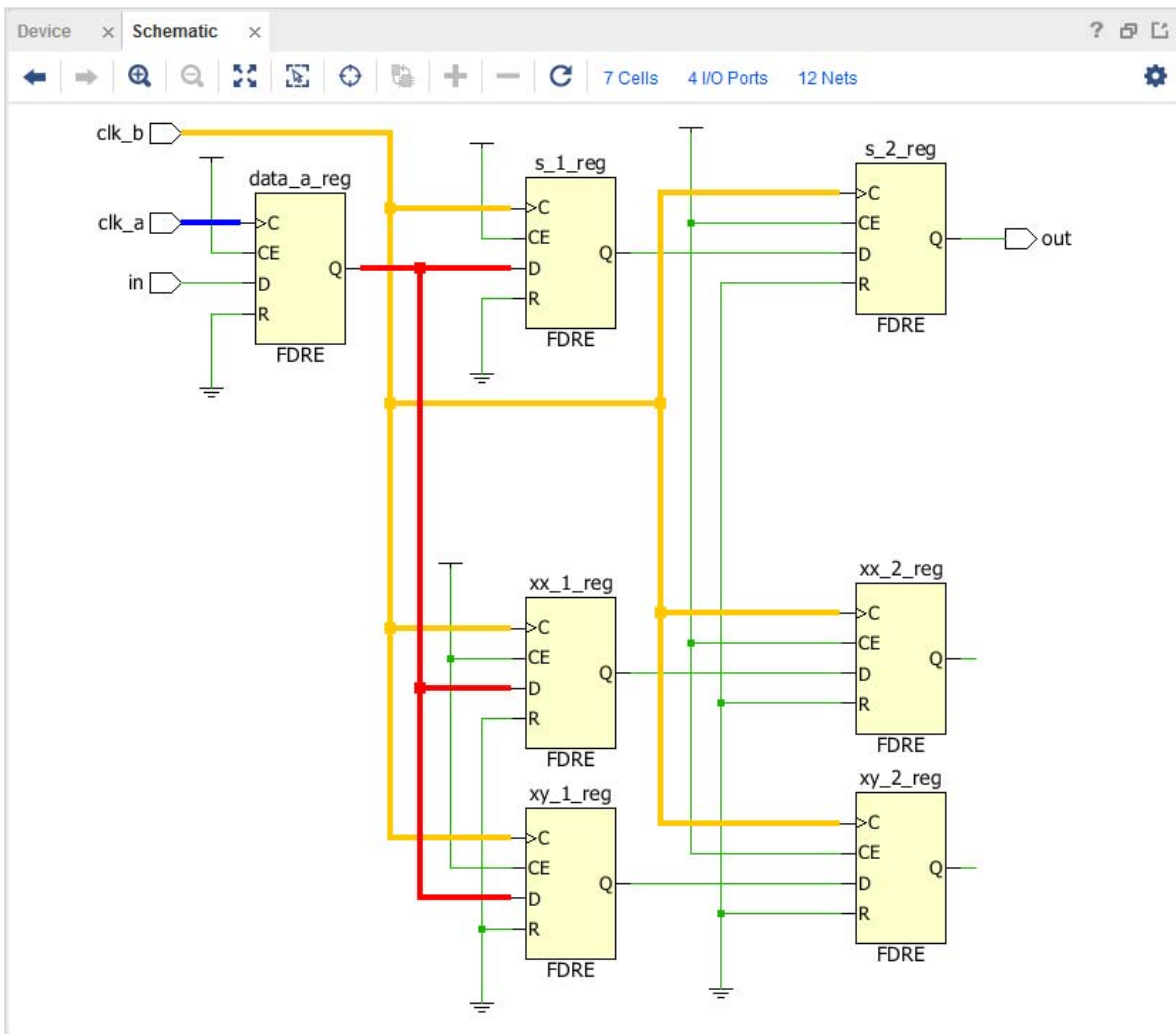 Device × Schematic × ?
7 Cells 4 I/O Ports 12 Nets
clk_b
clk_a
in
data_a_reg
C
CE
D
R
Q
FDRE
s_1_reg
C
CE
D
R
Q
FDRE
s_2_reg
C
CE
D
R
Q
FDRE
out
xx_1_reg
C
CE
D
R
Q
FDRE
xx_2_reg
C
CE
D
R
Q
FDRE
xy_1_reg
C
CE
D
R
Q
FDRE
xy_2_reg
C
CE
D
R
Q
FDRE